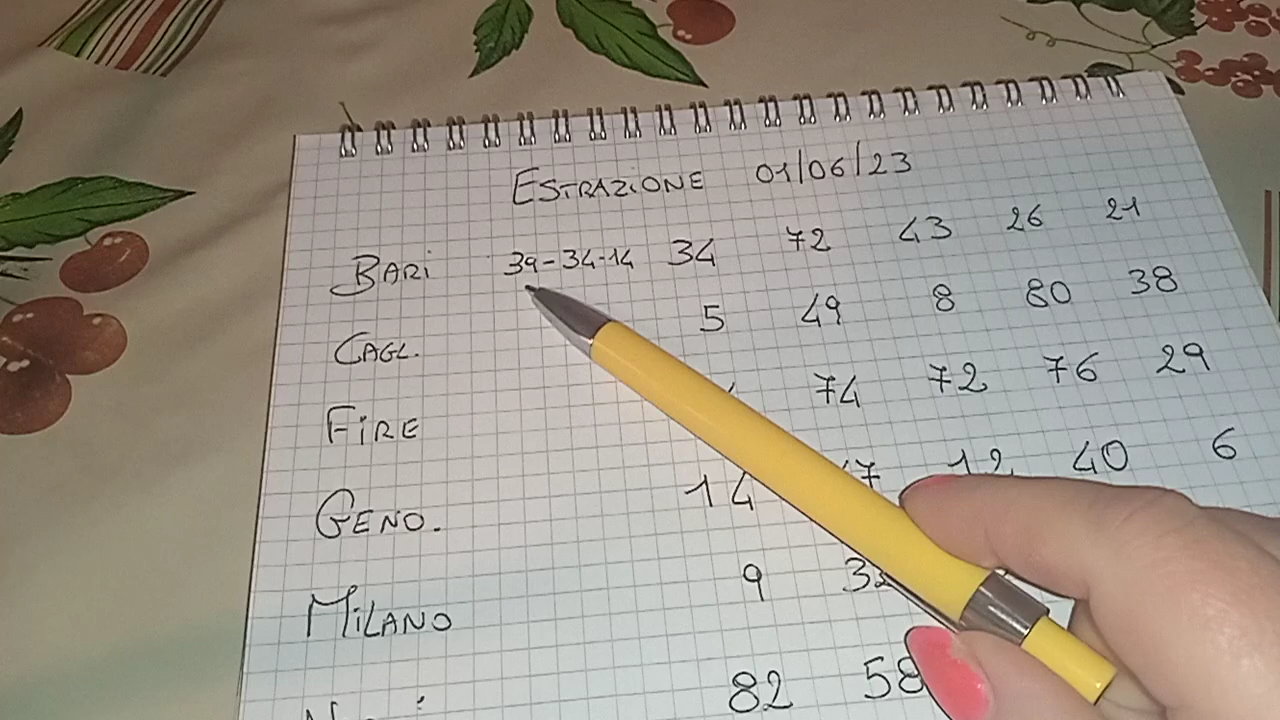 ESTRAZIONE 01/06/23
BARI 39-34-14 34 72 43 26 21
CAGL. 5 49 8 80 38
FIRE 74 72 76 29
GENO. 14 12 40 6
MILANO 9
82 58